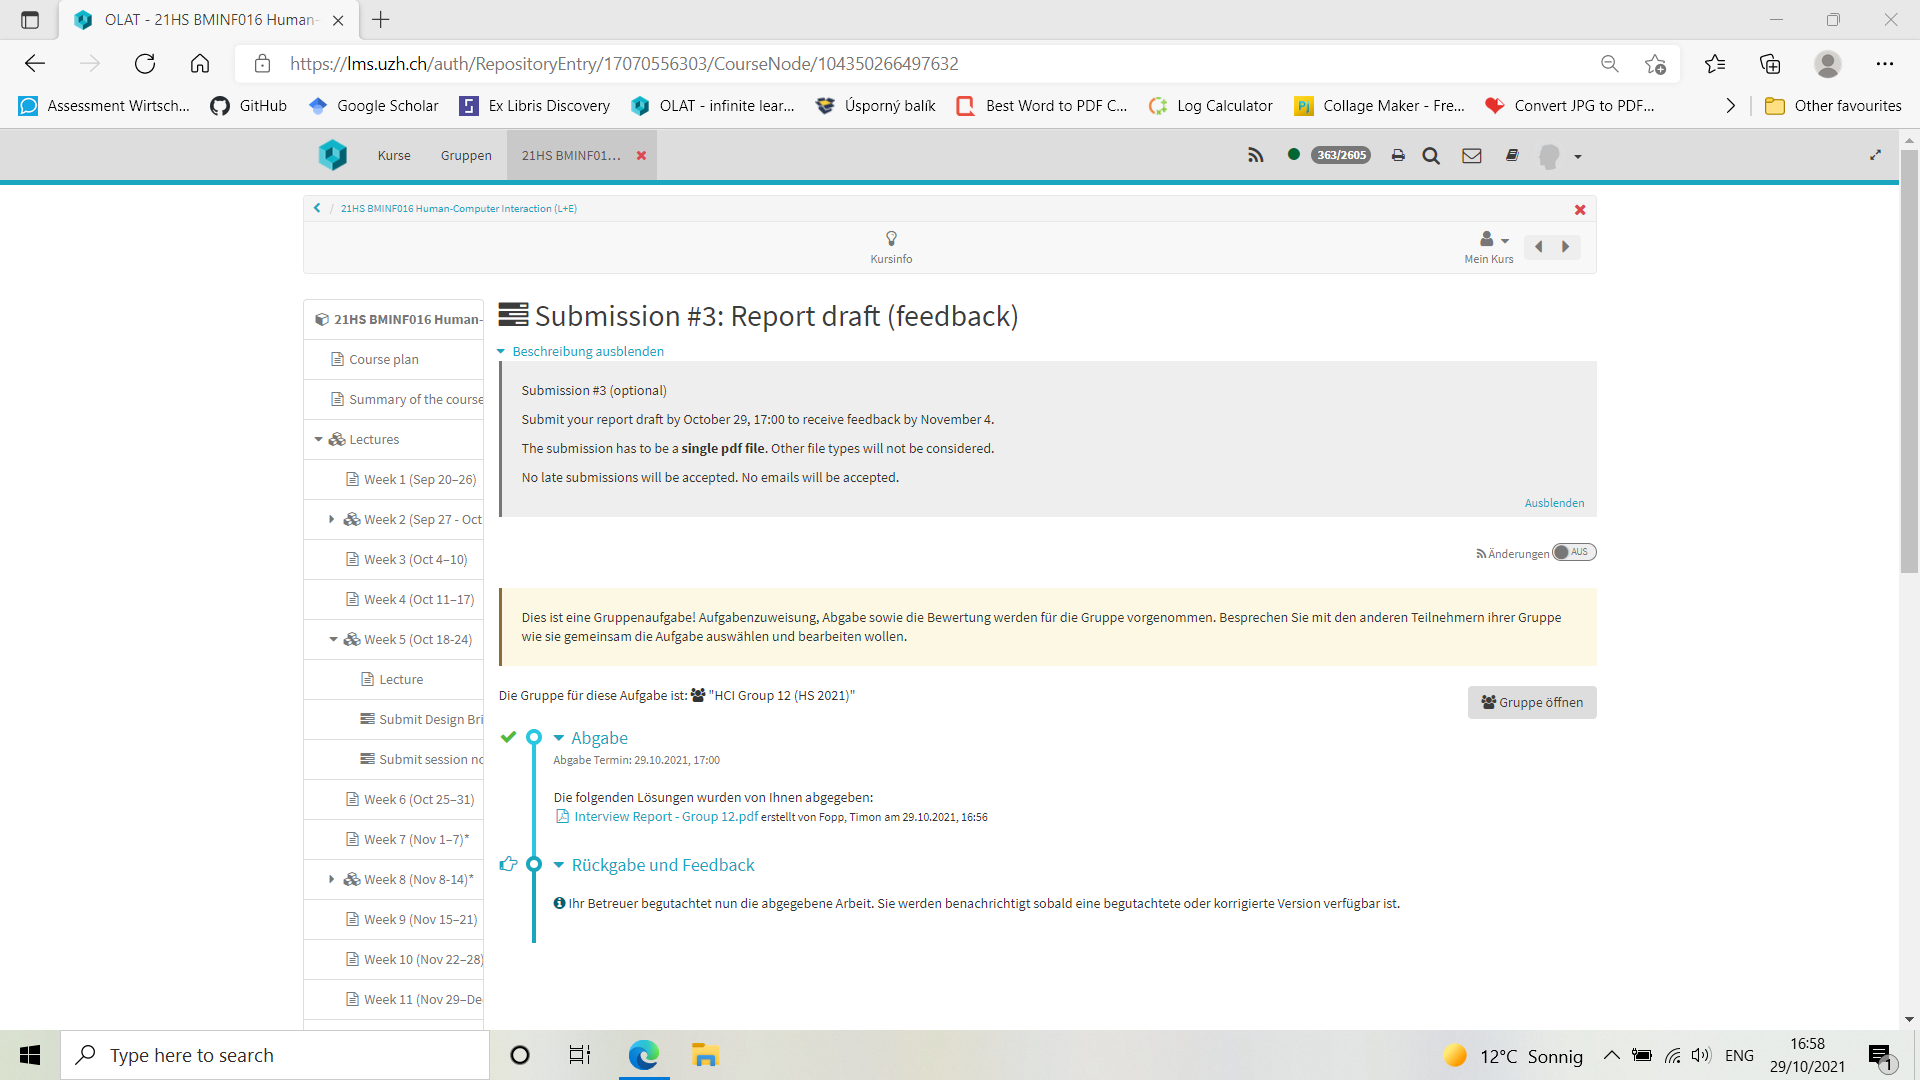 OLAT - 21HS BMINF016 Human-
https://lms.uzh.ch/auth/RepositoryEntry/17070556303/CourseNode/104350266497632
Assessment Wirtsch... GitHub Google Scholar Ex Libris Discovery OLAT - infinite lear... Úsporný balík Best Word to PDF C... Log Calculator Collage Maker - Fre... Convert JPG to PDF... Other favourites
Kurse Gruppen 21HS BMINF01... 363/2605
21HS BMINF016 Human-Computer Interaction (L+E)
Kursinfo
Mein Kurs
21HS BMINF016 Human-
Course plan
Summary of the course
Lectures
Week 1 (Sep 20–26)
Week 2 (Sep 27 - Oct
Week 3 (Oct 4–10)
Week 4 (Oct 11–17)
Week 5 (Oct 18-24)
Lecture
Submit Design Bri
Submit session no
Week 6 (Oct 25–31)
Week 7 (Nov 1–7)*
Week 8 (Nov 8-14)*
Week 9 (Nov 15–21)
Week 10 (Nov 22–28)
Week 11 (Nov 29–De
Submission #3: Report draft (feedback)
Beschreibung ausblenden
Submission #3 (optional)
Submit your report draft by October 29, 17:00 to receive feedback by November 4.
The submission has to be a single pdf file. Other file types will not be considered.
No late submissions will be accepted. No emails will be accepted.
Ausblenden
Änderungen AUS
Dies ist eine Gruppenaufgabe! Aufgabenzuweisung, Abgabe sowie die Bewertung werden für die Gruppe vorgenommen. Besprechen Sie mit den anderen Teilnehmern ihrer Gruppe
wie sie gemeinsam die Aufgabe auswählen und bearbeiten wollen.
Die Gruppe für diese Aufgabe ist: "HCI Group 12 (HS 2021)"
Gruppe öffnen
Abgabe
Abgabe Termin: 29.10.2021, 17:00
Die folgenden Lösungen wurden von Ihnen abgegeben:
Interview Report - Group 12.pdf erstellt von Fopp, Timon am 29.10.2021, 16:56
Rückgabe und Feedback
Ihr Betreuer begutachtet nun die abgegebene Arbeit. Sie werden benachrichtigt sobald eine begutachtete oder korrigierte Version verfügbar ist.
Type here to search
12°C Sonnig
ENG
16:58
29/10/2021
1